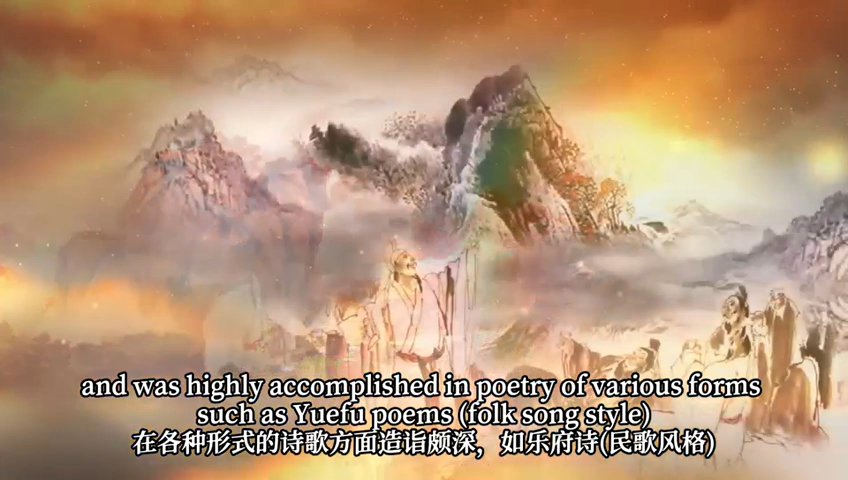 and was highly accomplished in poetry of various forms
such as Yuefu poems (folk song style)
在各种形式的诗歌方面造诣颇深，如乐府诗(民歌风格)